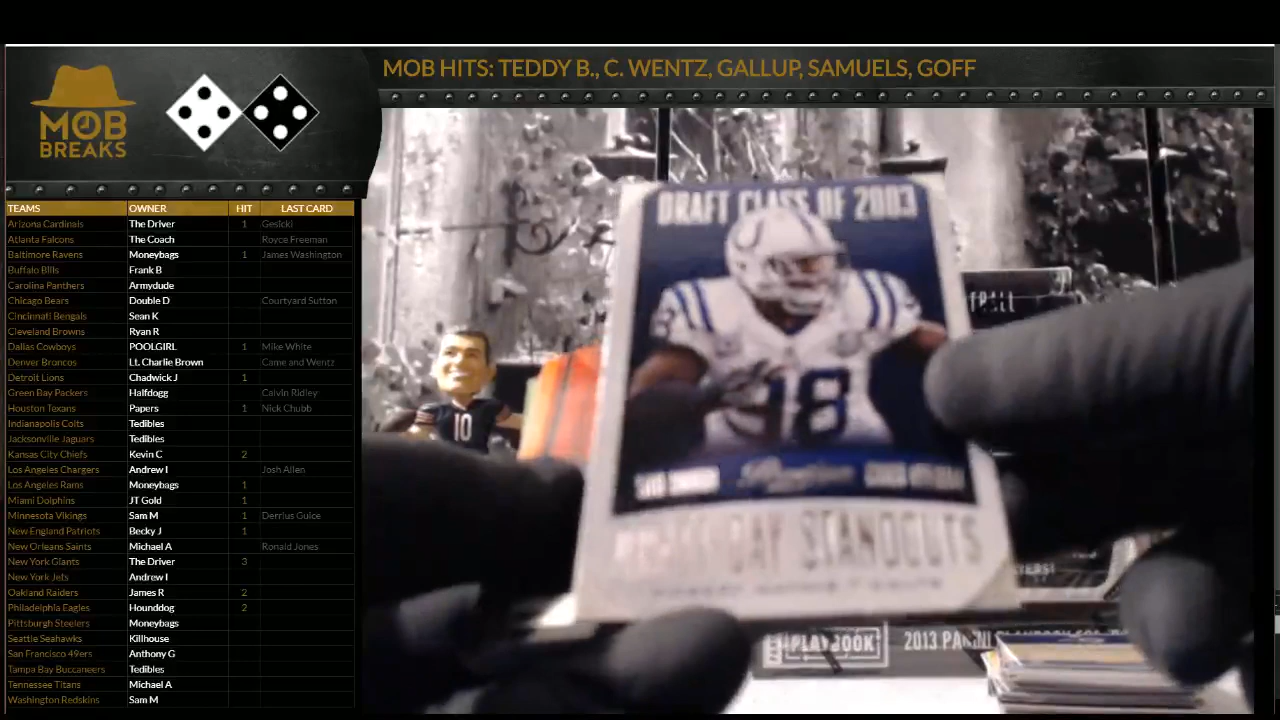 MOB HITS: TEDDY B., C. WENTZ, GALLUP, SAMUELS, GOFF
MOB
BREAKS
TEAMS OWNER HIT LAST CARD
Arizona Cardinals The Driver 1 Gesicki
Atlanta Falcons The Coach Royce Freeman
Baltimore Ravens Moneybags 1 James Washington
Buffalo Bills Frank B
Carolina Panthers Armydude
Chicago Bears Double D Courtyard Sutton
Cincinnati Bengals Sean K
Cleveland Browns Ryan R
Dallas Cowboys POOLGIRL 1 Mike White
Denver Broncos Lt. Charlie Brown Came and Wentz
Detroit Lions Chadwick J 1
Green Bay Packers Halfdogg Calvin Ridley
Houston Texans Papers 1 Nick Chubb
Indianapolis Colts Tedibles
Jacksonville Jaguars Tedibles
Kansas City Chiefs Kevin C 2
Los Angeles Chargers Andrew I Josh Allen
Los Angeles Rams Moneybags 1
Miami Dolphins JT Gold 1
Minnesota Vikings Sam M 1 Derrius Guice
New England Patriots Becky J 1
New Orleans Saints Michael A Ronald Jones
New York Giants The Driver 3
New York Jets Andrew I
Oakland Raiders James R 2
Philadelphia Eagles Hounddog 2
Pittsburgh Steelers Moneybags
Seattle Seahawks Killhouse
San Francisco 49ers Anthony G
Tampa Bay Buccaneers Tedibles
Tennessee Titans Michael A
Washington Redskins Sam M
DRAFT CLASS OF 2003
98
DAY STANDOUTS
10
PLAYBOOK
2013 PANINI